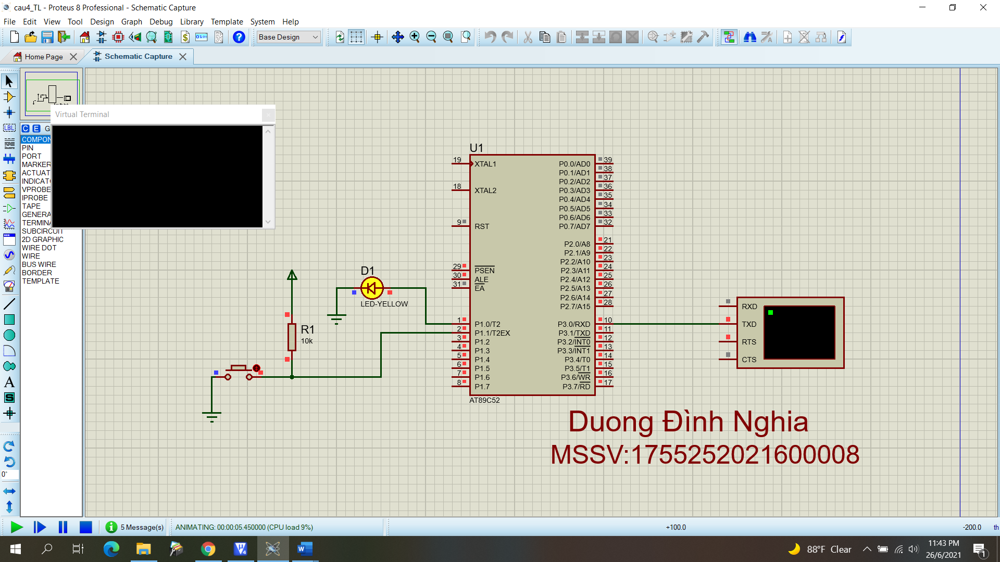 cau4_TL - Proteus 8 Professional - Schematic Capture
File Edit View Tool Design Graph Debug Library Template System Help
Base Design
Home Page
Schematic Capture
Virtual Terminal
C E G
COMPON
PIN
PORT
MARKER
ACTUAT
INDICAT
VPROBE
IPROBE
TAPE
GENERA
TERMINA
SUBCIRCUIT
2D GRAPHIC
WIRE DOT
WIRE
BUS WIRE
BORDER
TEMPLATE
LBL
A
S
0°
U1
19 XTAL1
18 XTAL2
9 RST
29 PSEN
30 ALE
31 EA
1 P1.0/T2
2 P1.1/T2EX
3 P1.2
4 P1.3
5 P1.4
6 P1.5
7 P1.6
8 P1.7
P0.0/AD0 39
P0.1/AD1 38
P0.2/AD2 37
P0.3/AD3 36
P0.4/AD4 35
P0.5/AD5 34
P0.6/AD6 33
P0.7/AD7 32
P2.0/A8 21
P2.1/A9 22
P2.2/A10 23
P2.3/A11 24
P2.4/A12 25
P2.5/A13 26
P2.6/A14 27
P2.7/A15 28
P3.0/RXD 10
P3.1/TXD 11
P3.2/INT0 12
P3.3/INT1 13
P3.4/T0 14
P3.5/T1 15
P3.6/WR 16
P3.7/RD 17
AT89C52
D1
LED-YELLOW
R1
10k
RXD
TXD
RTS
CTS
Duong Đình Nghia
MSSV:1755252021600008
5 Message(s)
ANIMATING: 00:00:05.450000 (CPU load 9%)
+100.0
-200.0
th
88°F Clear
11:43 PM
26/6/2021
1